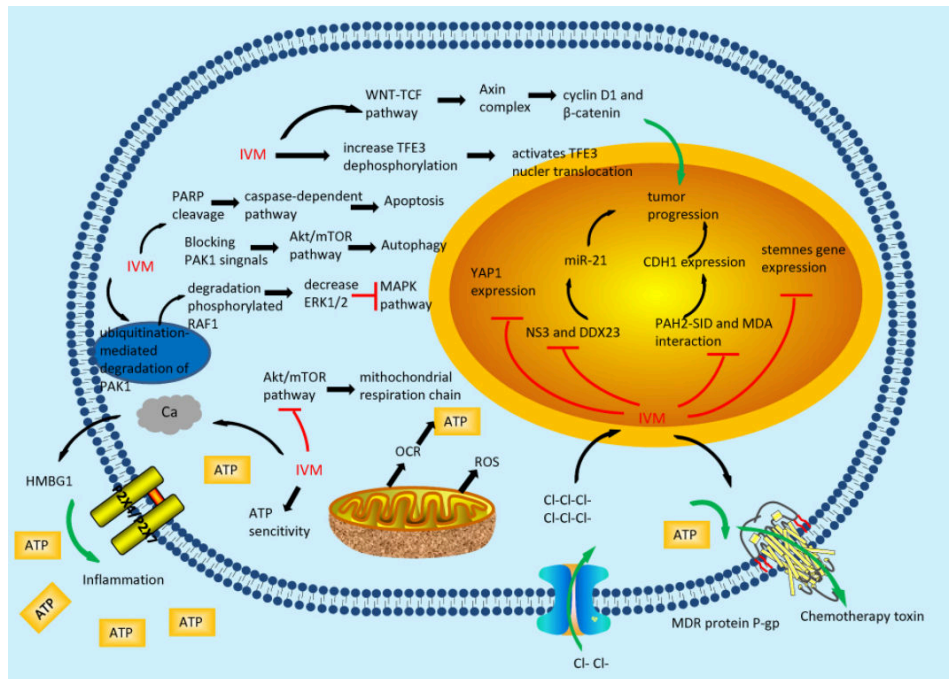 WNT-TCF
pathway
Axin
complex
cyclin D1 and
β-catenin
IVM
increase TFE3
dephosphorylation
activates TFE3
nucler translocation
PARP
cleavage
caspase-dependent
pathway
Apoptosis
Blocking
PAK1 singnals
Akt/mTOR
pathway
Autophagy
IVM
degradation
phosphorylated
RAF1
decrease
ERK1/2
MAPK
pathway
ubiquitination-
mediated
degradation of
PAK1
tumor
progression
miR-21
CDH1 expression
stemnes gene
expression
YAP1
expression
NS3 and DDX23
PAH2-SID and MDA
interaction
IVM
Akt/mTOR
pathway
mithochondrial
respiration chain
Ca
ATP
IVM
ATP
sencitivity
OCR
ATP
ROS
HMBG1
P2X4/P2X7
ATP
Inflammation
ATP
ATP
ATP
Cl-Cl-Cl-
Cl-Cl-Cl-
Cl- Cl-
ATP
MDR protein P-gp
Chemotherapy toxin